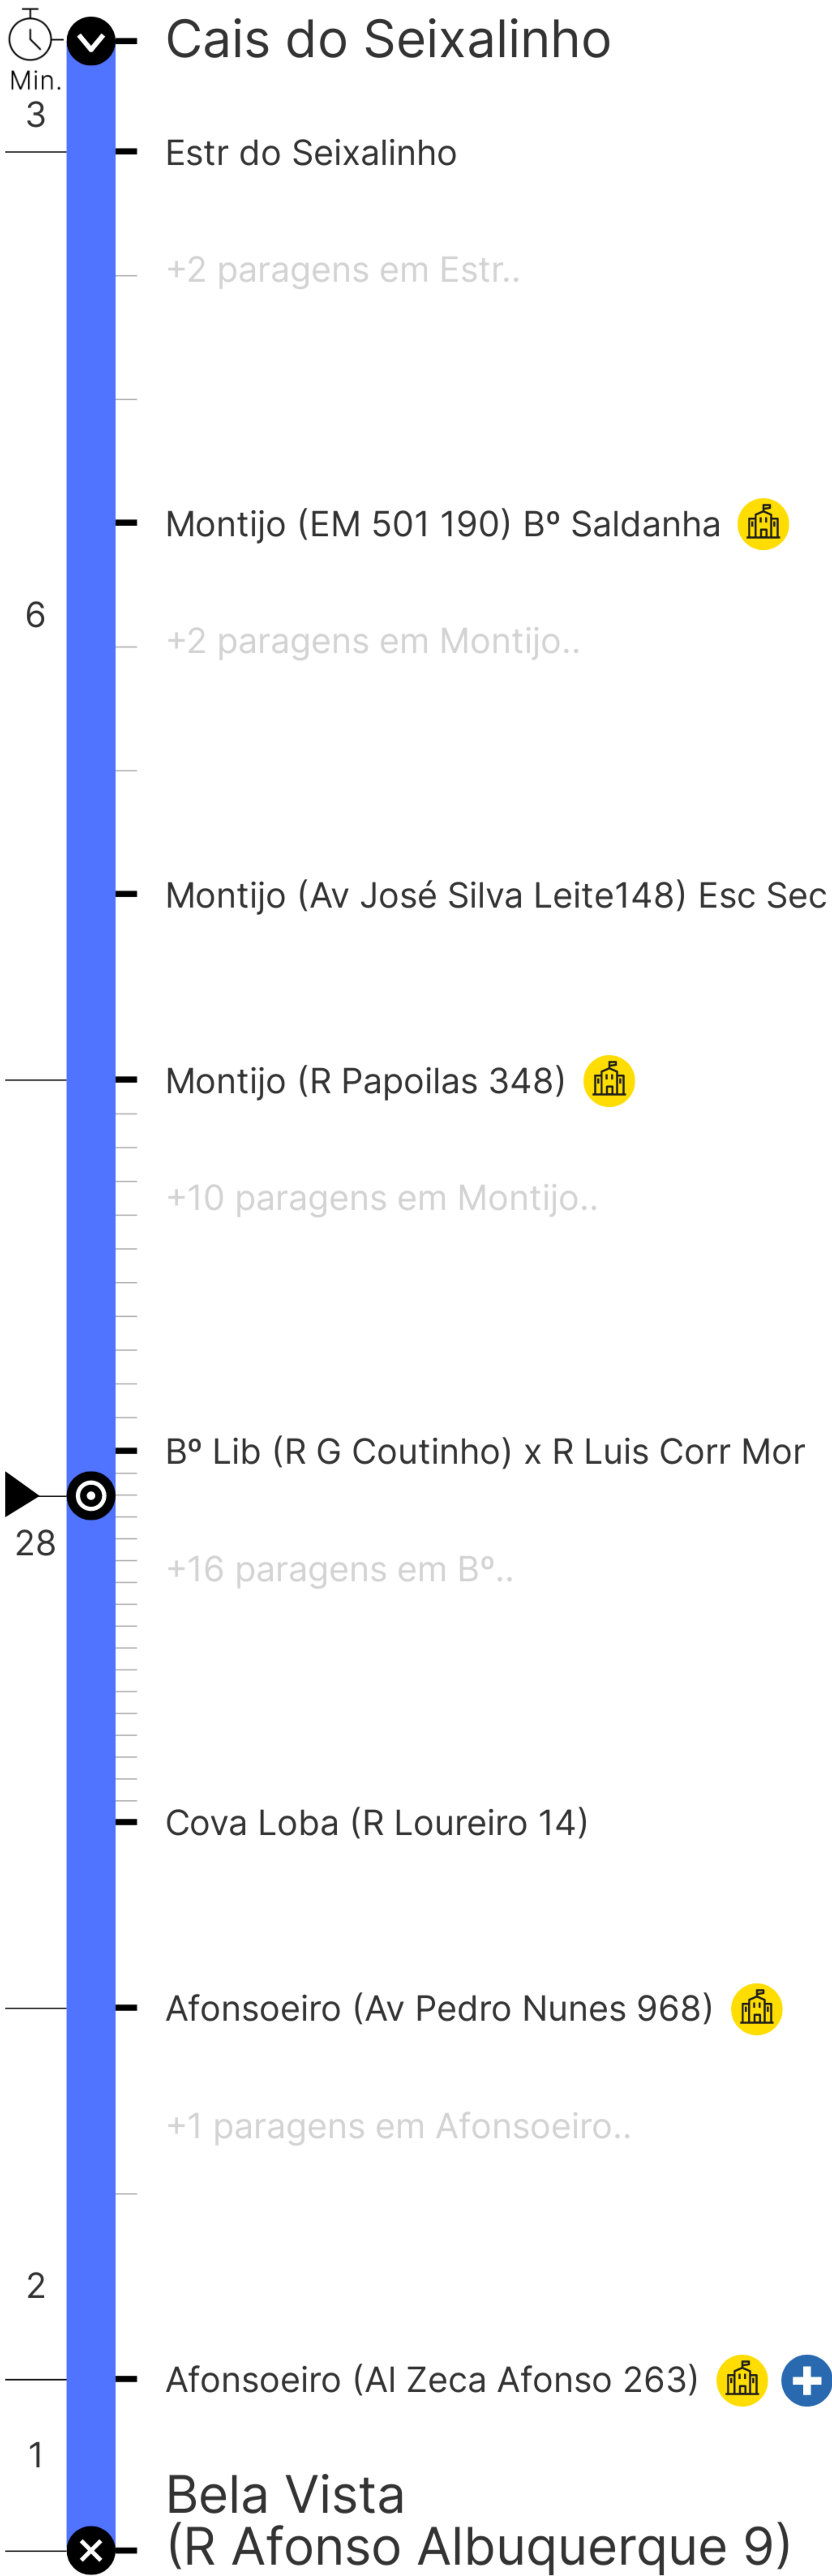 Cais do Seixalinho
Min.
3
Estr do Seixalinho
+2 paragens em Estr..
Montijo (EM 501 190) Bº Saldanha
6
+2 paragens em Montijo..
Montijo (Av José Silva Leite148) Esc Sec
Montijo (R Papoilas 348)
+10 paragens em Montijo..
Bº Lib (R G Coutinho) x R Luis Corr Mor
28
+16 paragens em Bº..
Cova Loba (R Loureiro 14)
Afonsoeiro (Av Pedro Nunes 968)
+1 paragens em Afonsoeiro..
2
Afonsoeiro (Al Zeca Afonso 263)
1
Bela Vista
(R Afonso Albuquerque 9)